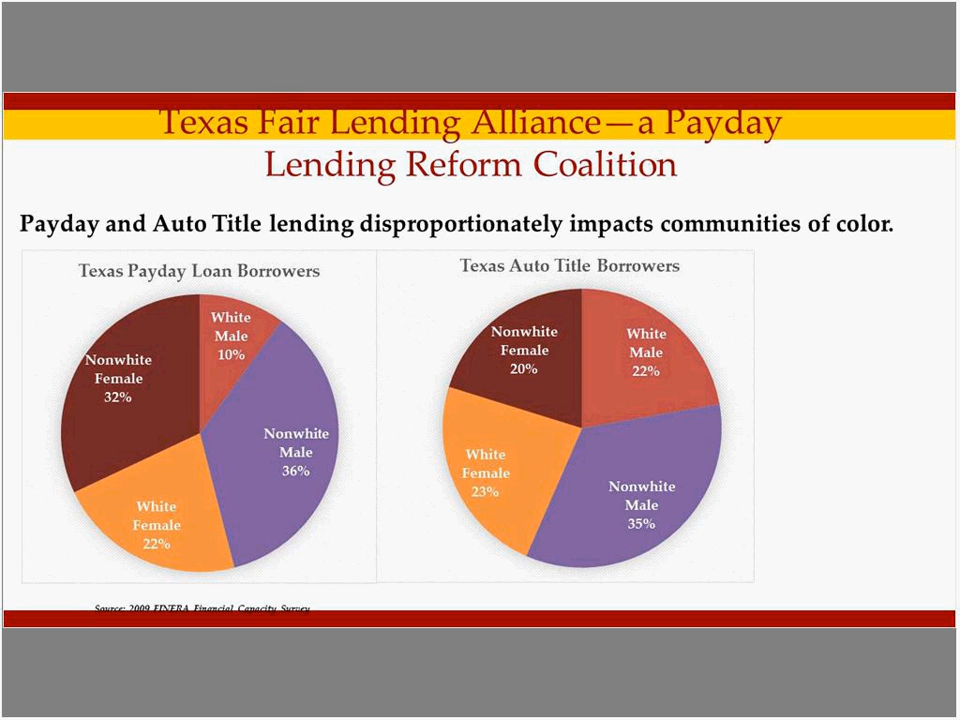 Texas Fair Lending Alliance—a Payday
Lending Reform Coalition
Payday and Auto Title lending disproportionately impacts communities of color.
Texas Payday Loan Borrowers
White
Male
10%
Nonwhite
Male
36%
White
Female
22%
Nonwhite
Female
32%
Texas Auto Title Borrowers
White
Male
22%
Nonwhite
Male
35%
White
Female
23%
Nonwhite
Female
20%
Source: 2009 FINERA Financial Capacity Survey